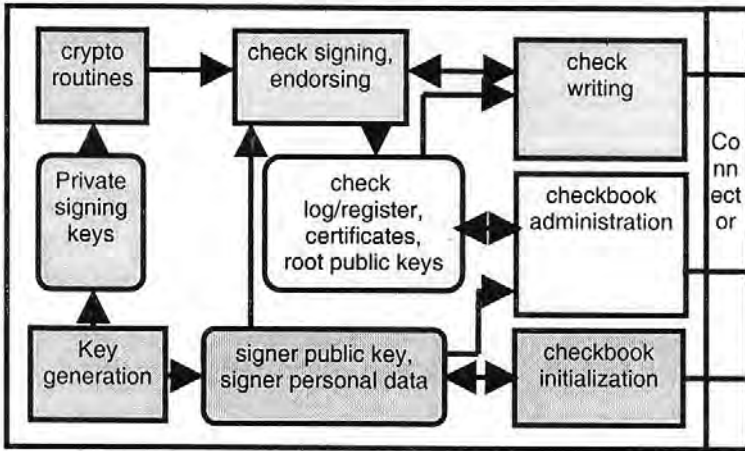 crypto
routines
check signing,
endorsing
check
writing
Private
signing
keys
check
log/register,
certificates,
root public keys
checkbook
administration
Co
nn
ect
or
Key
generation
signer public key,
signer personal data
checkbook
initialization